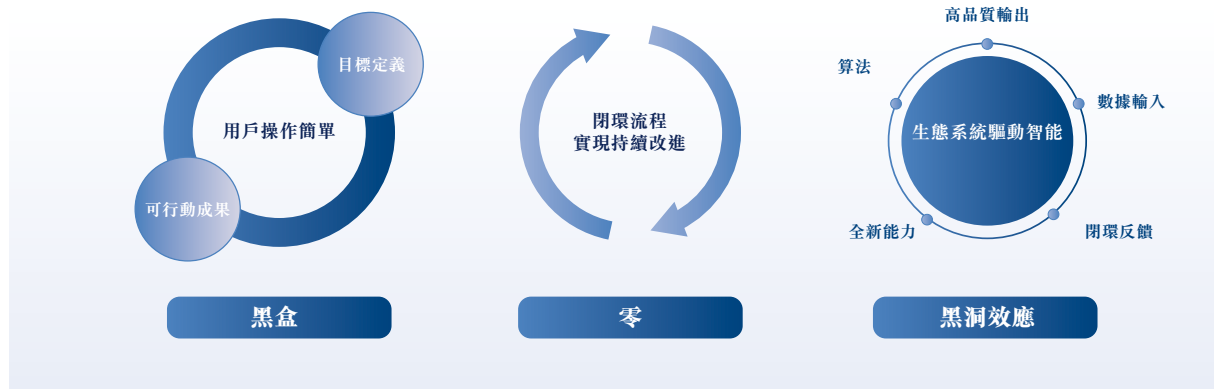 目標定義
用戶操作簡單
可行動成果
黑盒
閉環流程
實現持續改進
零
高品質輸出
算法
數據輸入
生態系統驅動智能
全新能力
閉環反饋
黑洞效應